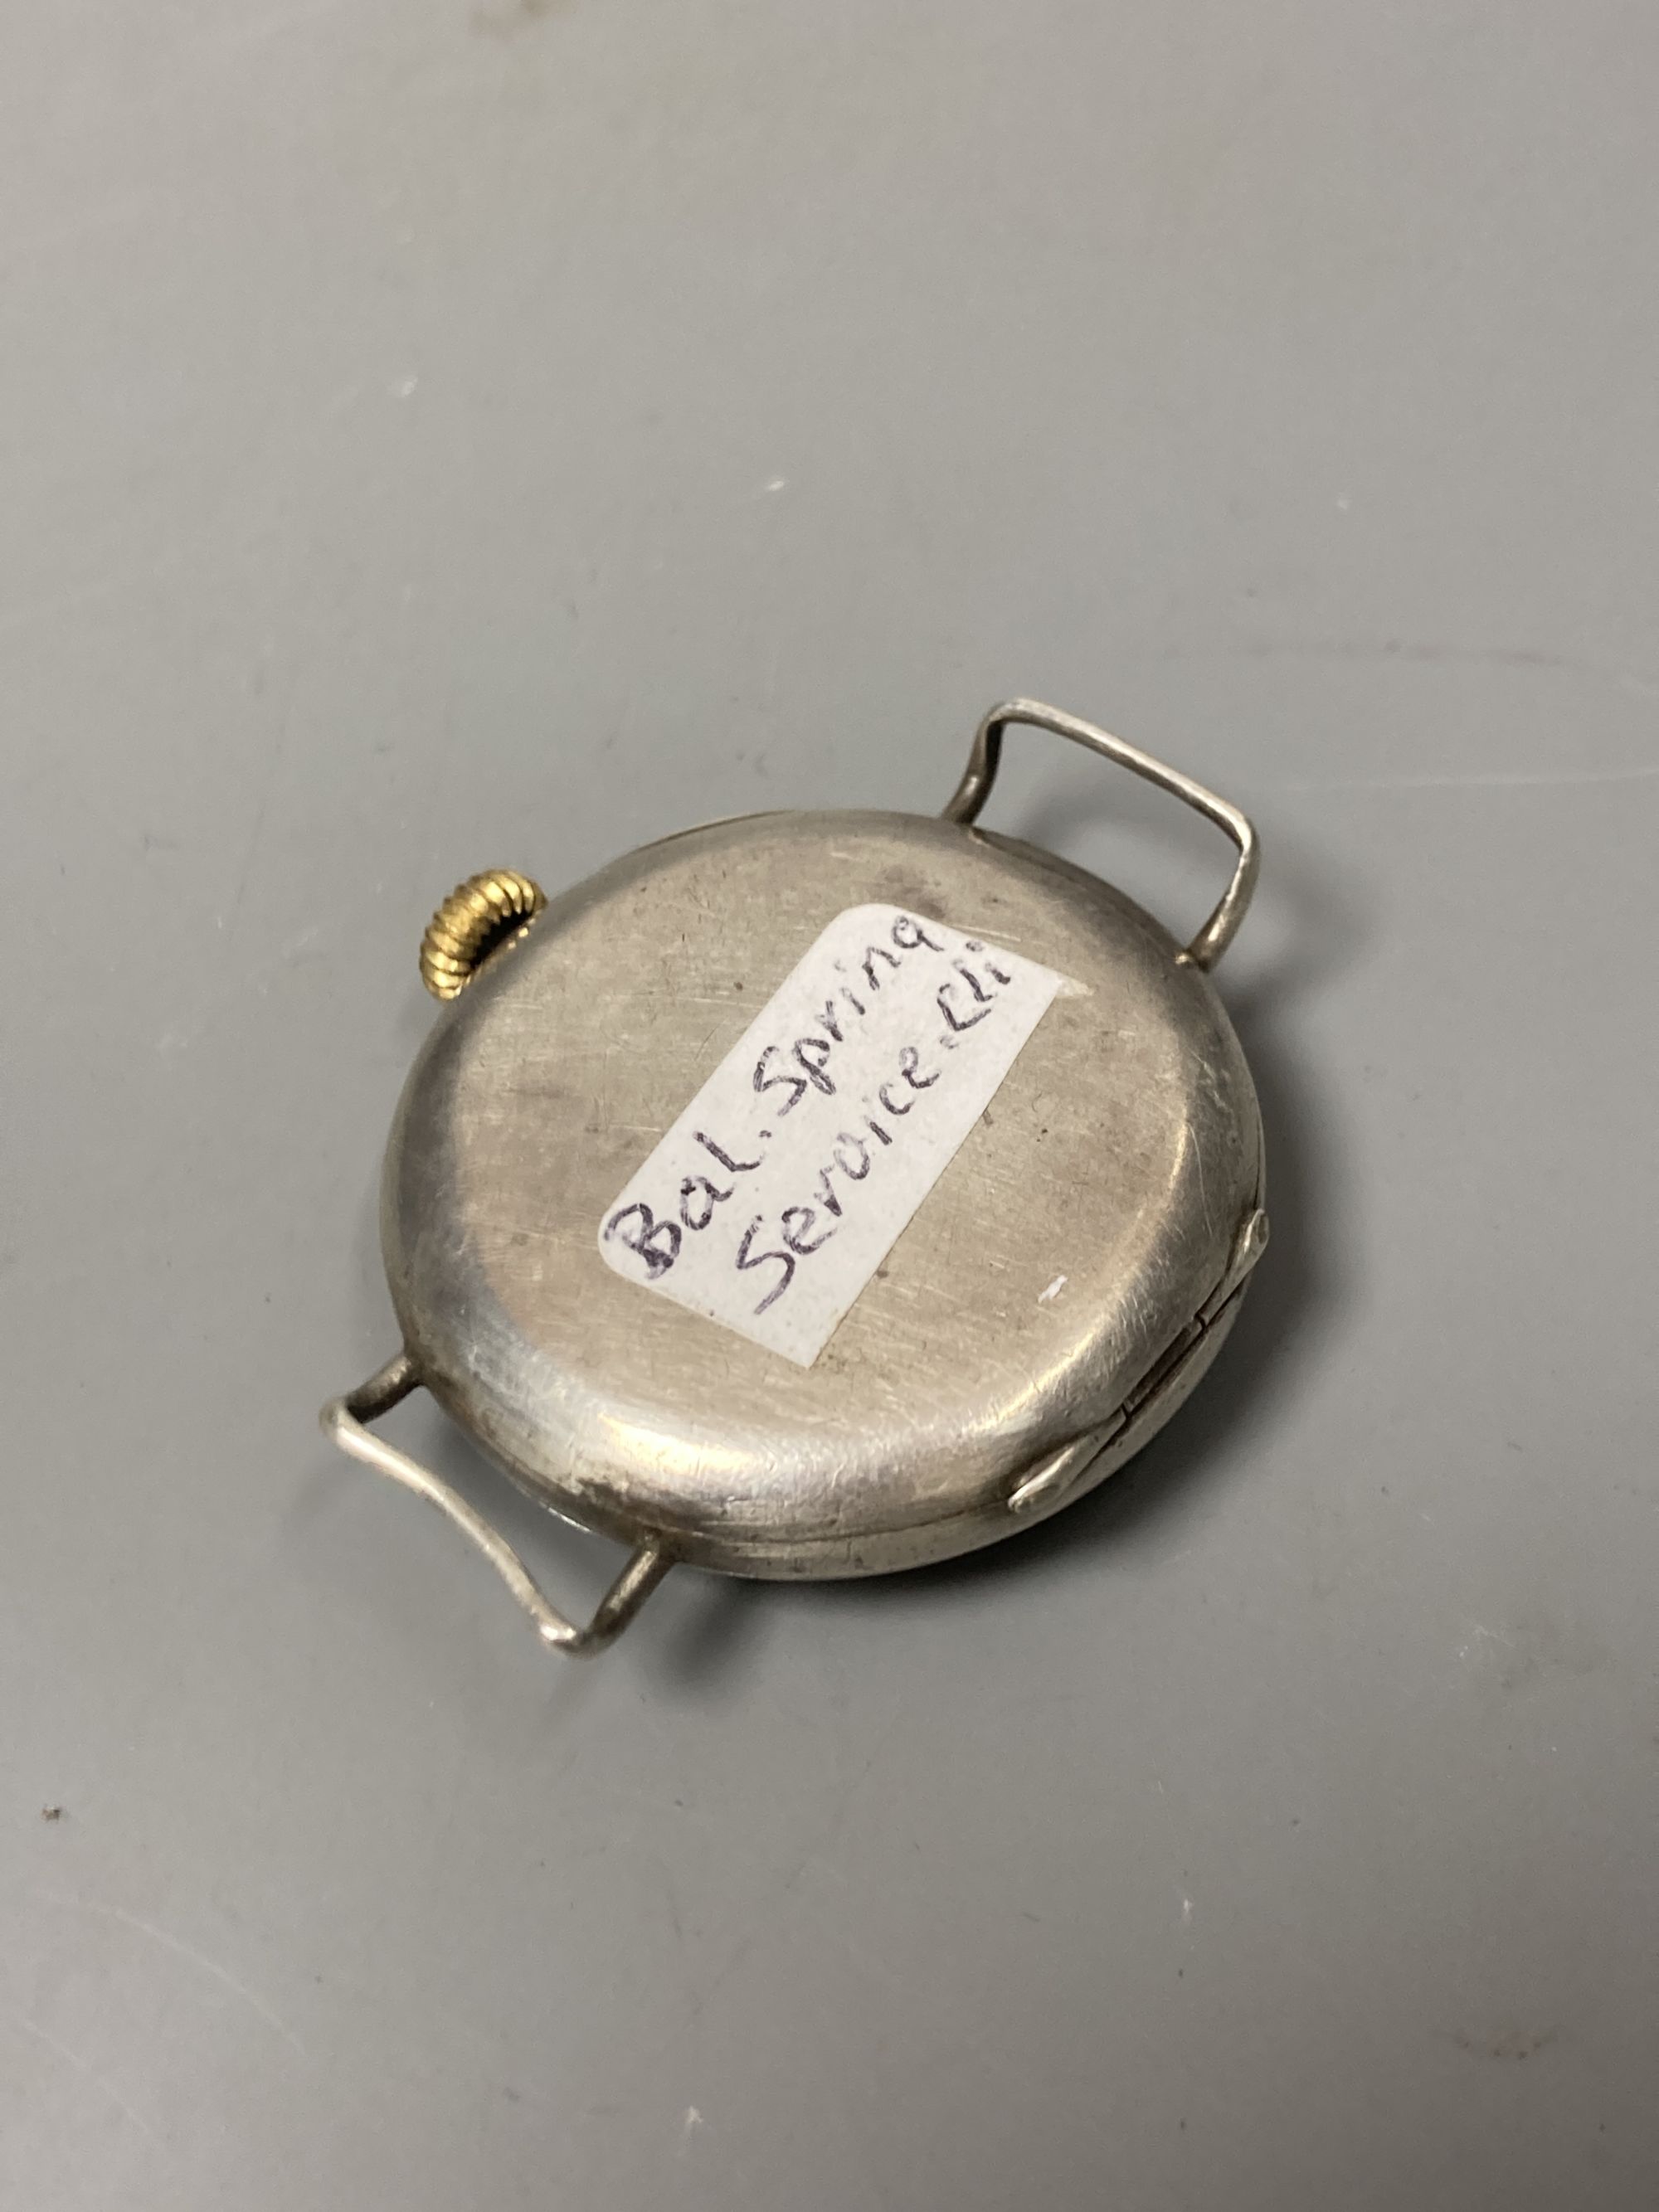 Bal. Spring
Service.